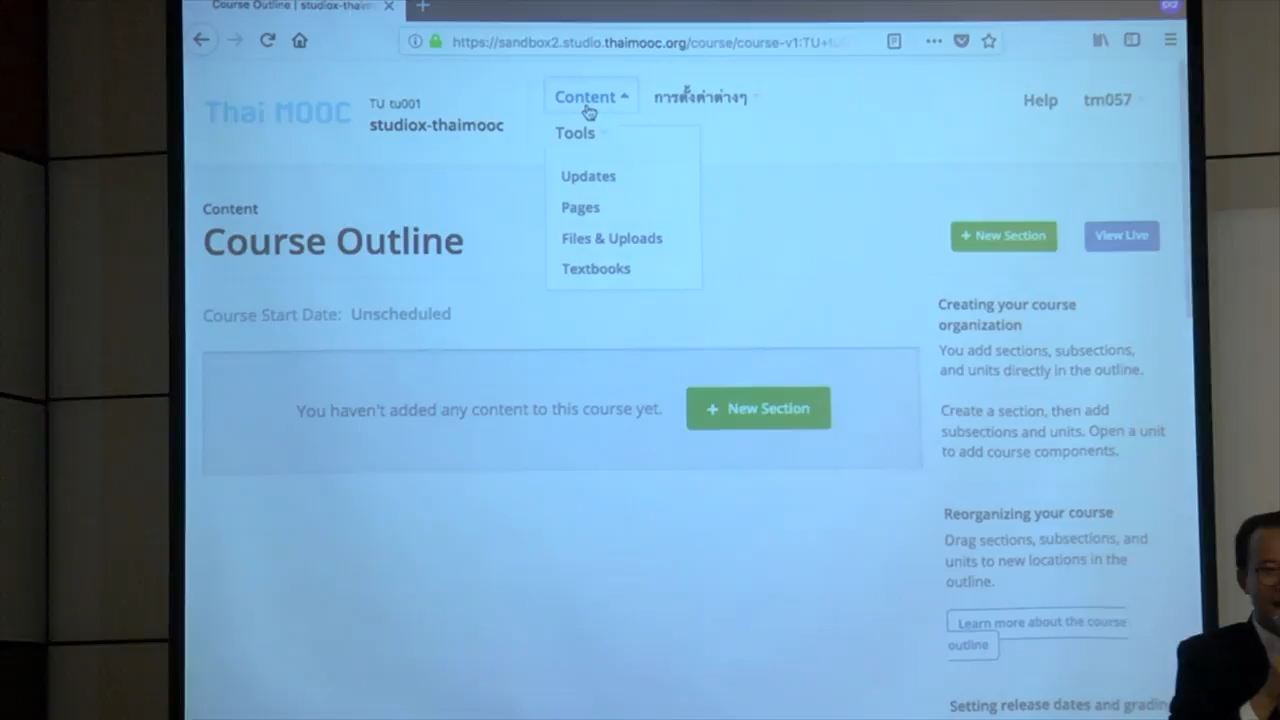 Course Outline | studiox-thaim
https://sandbox2.studio.thaimooc.org/course/course-v1:TU+
Thai MOOC
TU tu001
studiox-thaimooc
Content
การตั้งค่าต่างๆ
Tools
Help
tm057
Updates
Pages
Files & Uploads
Textbooks
Content
Course Outline
+ New Section
View Live
Course Start Date: Unscheduled
You haven't added any content to this course yet.
+ New Section
Creating your course
organization
You add sections, subsections,
and units directly in the outline.
Create a section, then add
subsections and units. Open a unit
to add course components.
Reorganizing your course
Drag sections, subsections, and
units to new locations in the
outline.
Learn more about the course
outline
Setting release dates and gradin